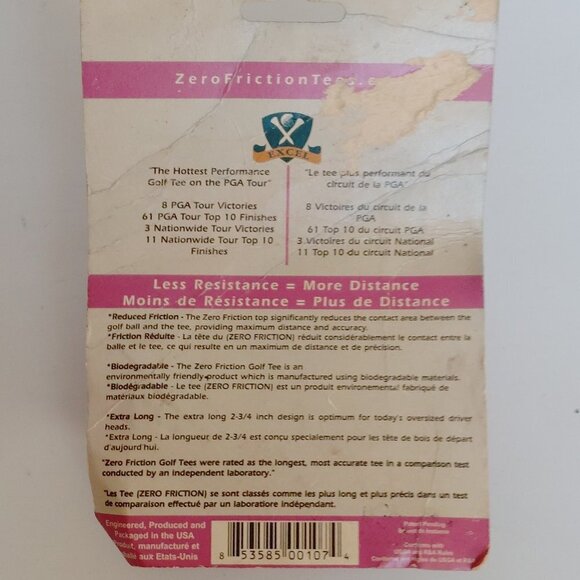 ZeroFrictionTees.
EXCEL
"The Hottest Performance
Golf Tee on the PGA Tour"
8 PGA Tour Victories
61 PGA Tour Top 10 Finishes
3 Nationwide Tour Victories
11 Nationwide Tour Top 10
Finishes
"Le tee plus performant du
circuit de la PGA"
8 Victoires du circuit de la
PGA
61 Top 10 du circuit PGA
3 Victoires du circuit National
11 Top 10 du circuit National
Less Resistance = More Distance
Moins de Résistance = Plus de Distance
*Reduced Friction - The Zero Friction top significantly reduces the contact area between the
golf ball and the tee, providing maximum distance and accuracy.
*Friction Réduite - La tête du (ZERO FRICTION) réduit considérablement le contact entre la
balle et le tee, ce qui resulte en un maximum de distance et de précision.
*Biodegradable - The Zero Friction Golf Tee is an
environmentally friendly product which is manufactured using biodegradable materials.
*Biodégradable - Le tee (ZERO FRICTION) est un produit environemental fabriqué de
matériaux biodégradable.
*Extra Long - The extra long 2-3/4 inch design is optimum for today's oversized driver
heads.
*Extra Long - La longueur de 2-3/4 est conçu specialement pour les tête de bois de départ
d'aujourd'hui.
"Zero Friction Golf Tees were rated as the longest, most accurate tee in a comparison test
conducted by an independent laboratory."
"Les Tee (ZERO FRICTION) se sont classés comme les plus long et plus précis dans un test
de comparaison effectué par un laboratiore indépendant.
Engineered, Produced and
Packaged in the USA
Produit, manufacturé et
aux Etats-Unis
8 53585 00107 4
Patent Pending
Conforms with
USGA and R&A Rules